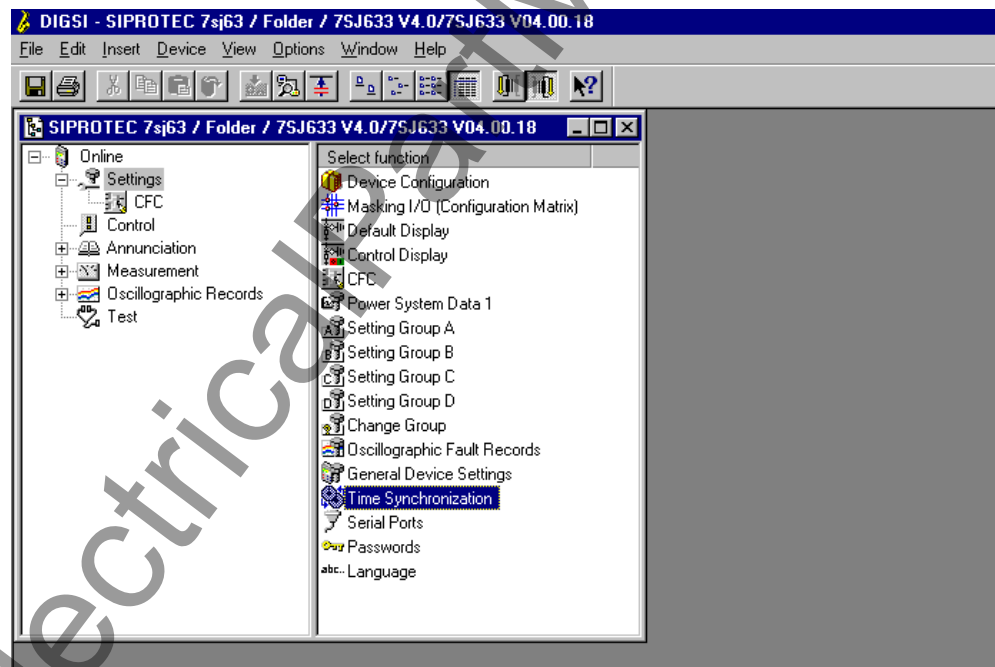 DIGSI - SIPROTEC 7sj63 / Folder / 7SJ633 V4.0/7SJ633 V04.00.18
File Edit Insert Device View Options Window Help
SIPROTEC 7sj63 / Folder / 7SJ633 V4.0/7SJ633 V04.00.18
Online
Settings
CFC
Control
Annunciation
Measurement
Oscillographic Records
Test
Select function
Device Configuration
Masking I/O (Configuration Matrix)
Default Display
Control Display
CFC
Power System Data 1
A Setting Group A
B Setting Group B
C Setting Group C
D Setting Group D
Change Group
Oscillographic Fault Records
General Device Settings
Time Synchronization
Serial Ports
Passwords
abc.. Language
lectricalPart